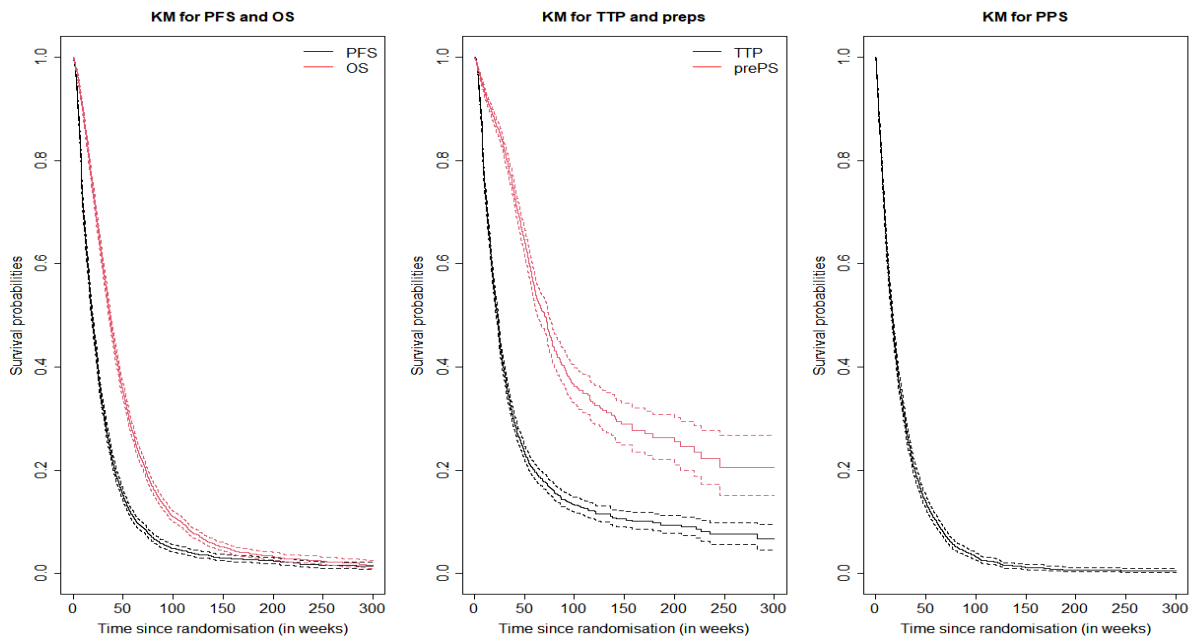 KM for PFS and OS
Survival probabilities
1.0
0.8
0.6
0.4
0.2
0.0
PFS
OS
0 50 100 150 200 250 300
Time since randomisation (in weeks)
KM for TTP and preps
Survival probabilities
1.0
0.8
0.6
0.4
0.2
0.0
TTP
prePS
0 50 100 150 200 250 300
Time since randomisation (in weeks)
KM for PPS
Survival probabilities
1.0
0.8
0.6
0.4
0.2
0.0
0 50 100 150 200 250 300
Time since randomisation (in weeks)